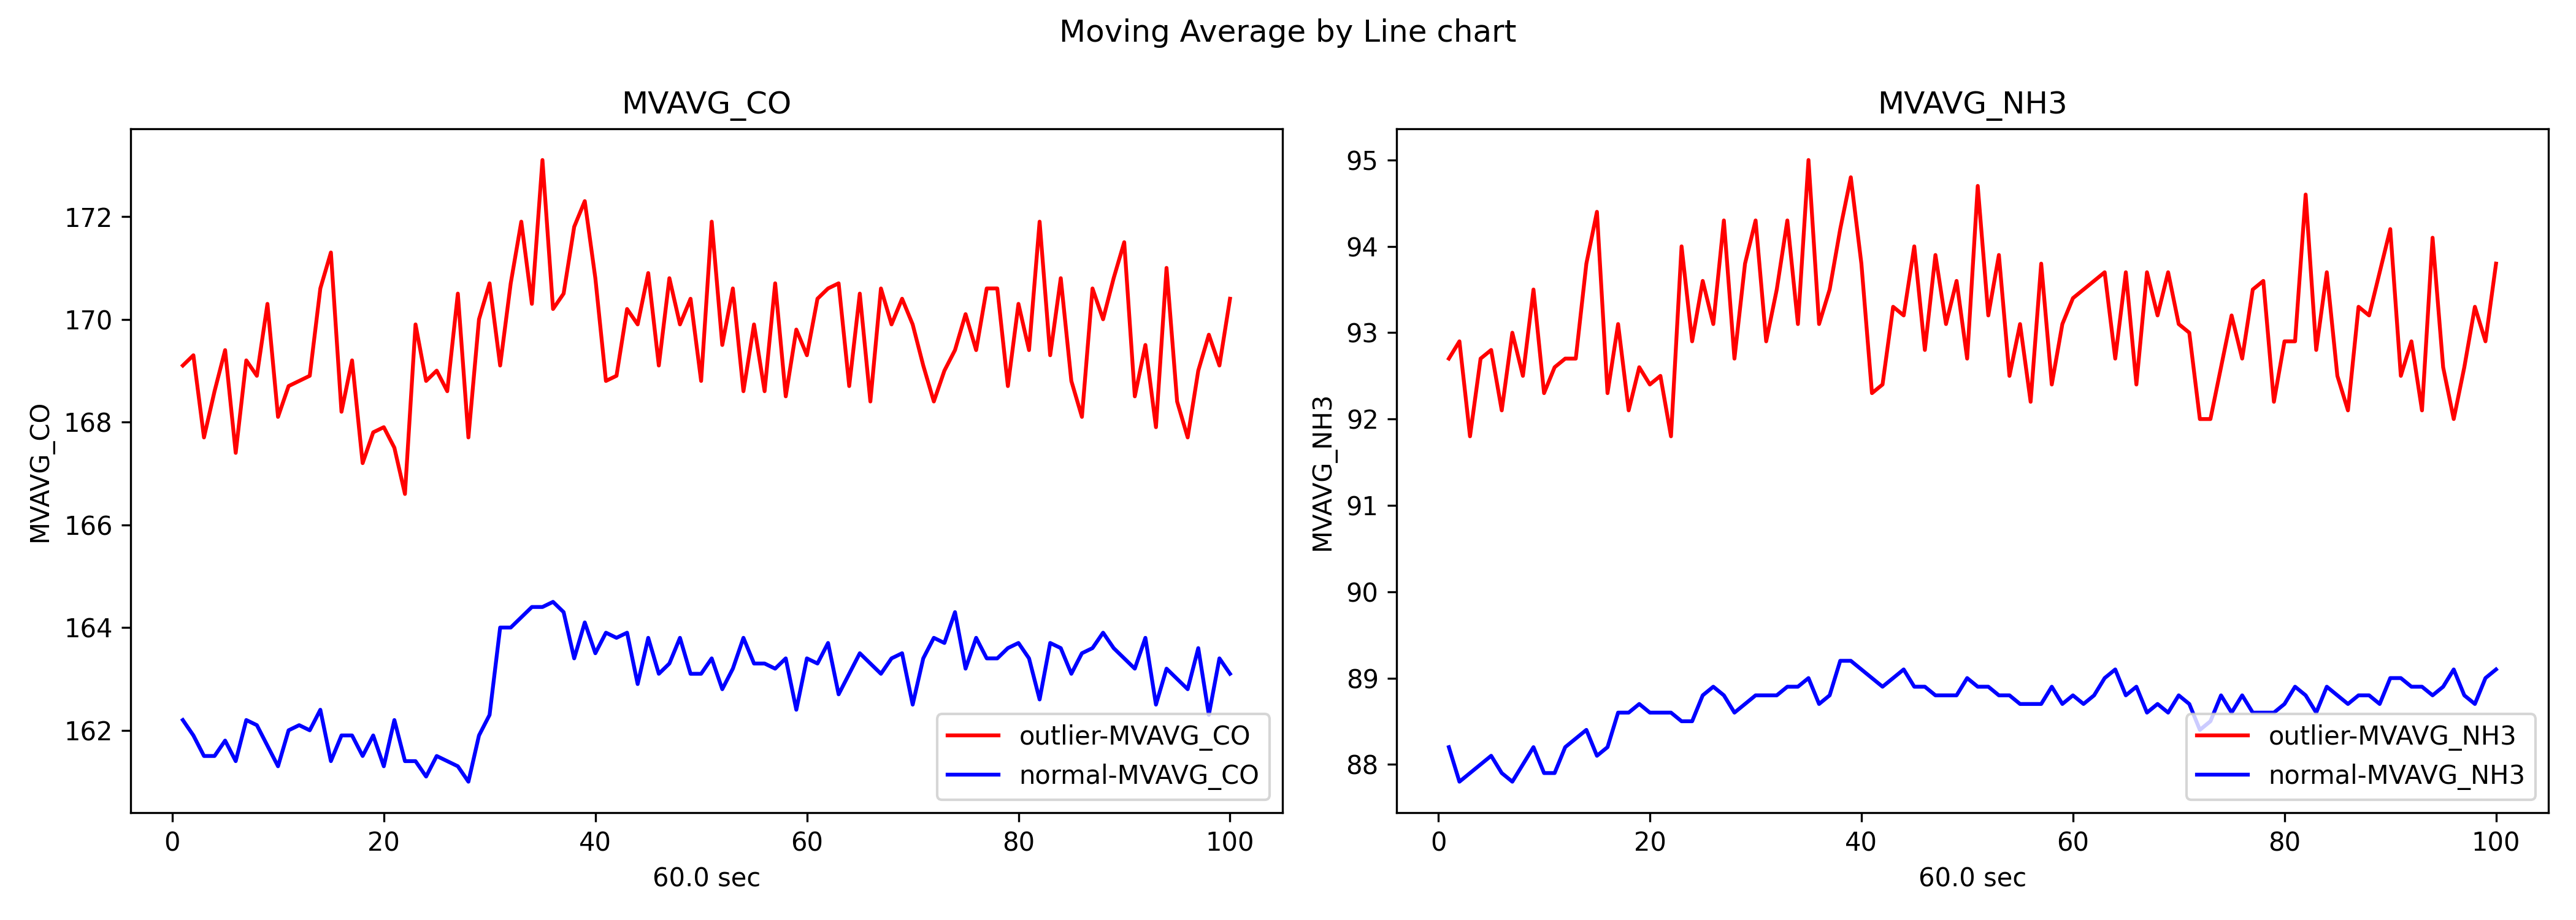 Moving Average by Line chart
MVAVG_CO
MVAVG_CO
172
170
168
166
164
162
0 20 40 60 80 100
60.0 sec
outlier-MVAVG_CO
normal-MVAVG_CO
MVAVG_NH3
MVAVG_NH3
95
94
93
92
91
90
89
88
0 20 40 60 80 100
60.0 sec
outlier-MVAVG_NH3
normal-MVAVG_NH3